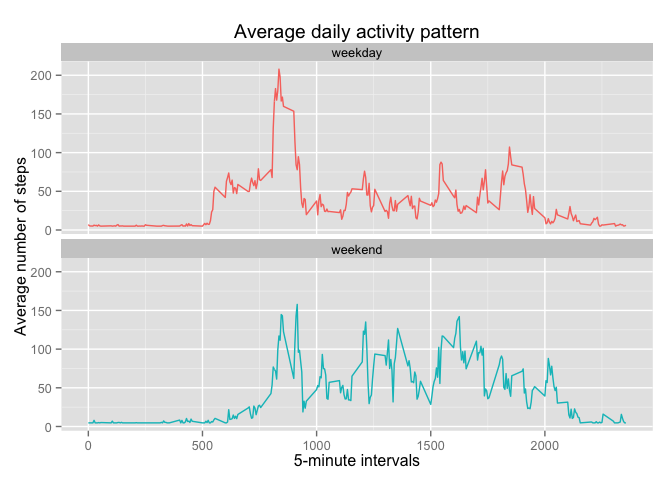 Average daily activity pattern
weekday
200
150
100
50
0
weekend
200
150
100
50
0
0 500 1000 1500 2000
5-minute intervals
Average number of steps